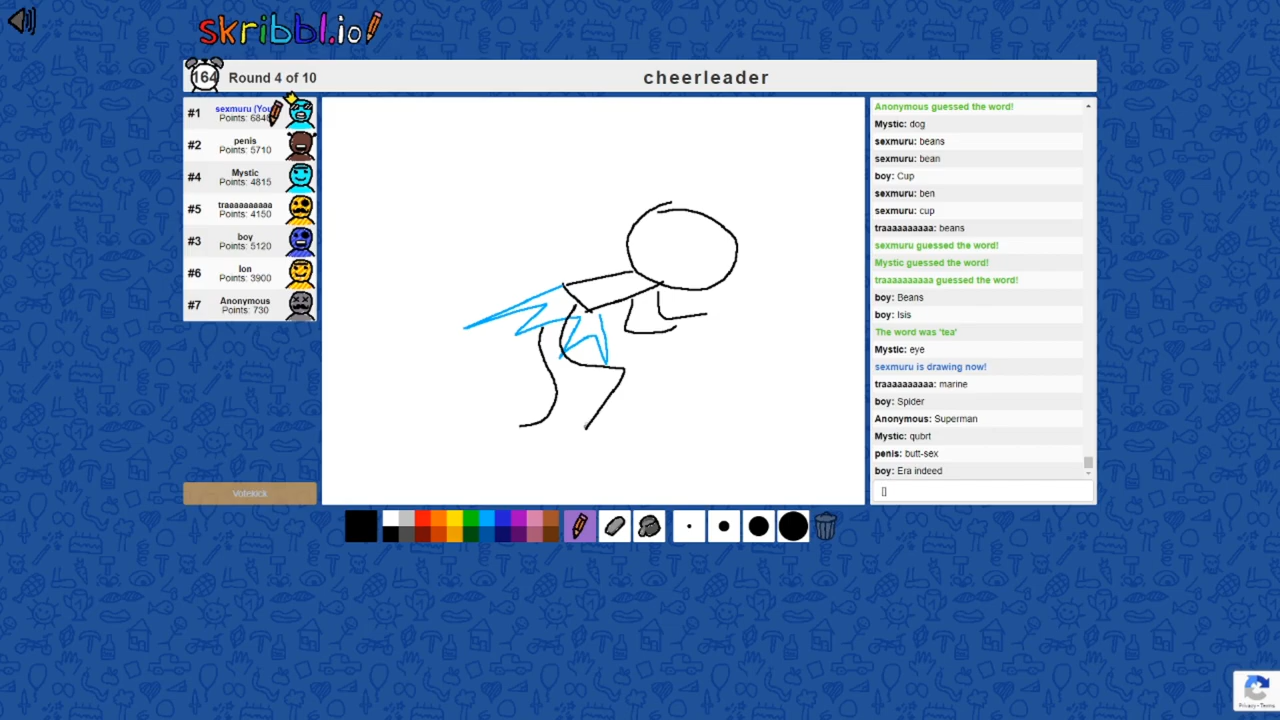 skribbl.io
164
Round 4 of 10
cheerleader
#1
sexmuru (You
Points: 6846
#2
penis
Points: 5710
#4
Mystic
Points: 4815
#5
traaaaaaaaaa
Points: 4150
#3
boy
Points: 5120
#6
Ion
Points: 3900
#7
Anonymous
Points: 730
Votekick
Anonymous guessed the word!
Mystic: dog
sexmuru: beans
sexmuru: bean
boy: Cup
sexmuru: ben
sexmuru: cup
traaaaaaaaaa: beans
sexmuru guessed the word!
Mystic guessed the word!
traaaaaaaaaa guessed the word!
boy: Beans
boy: Isis
The word was 'tea'
Mystic: eye
sexmuru is drawing now!
traaaaaaaaaa: marine
boy: Spider
Anonymous: Superman
Mystic: qubrt
penis: butt-sex
boy: Era indeed
[]
Privacy - Terms